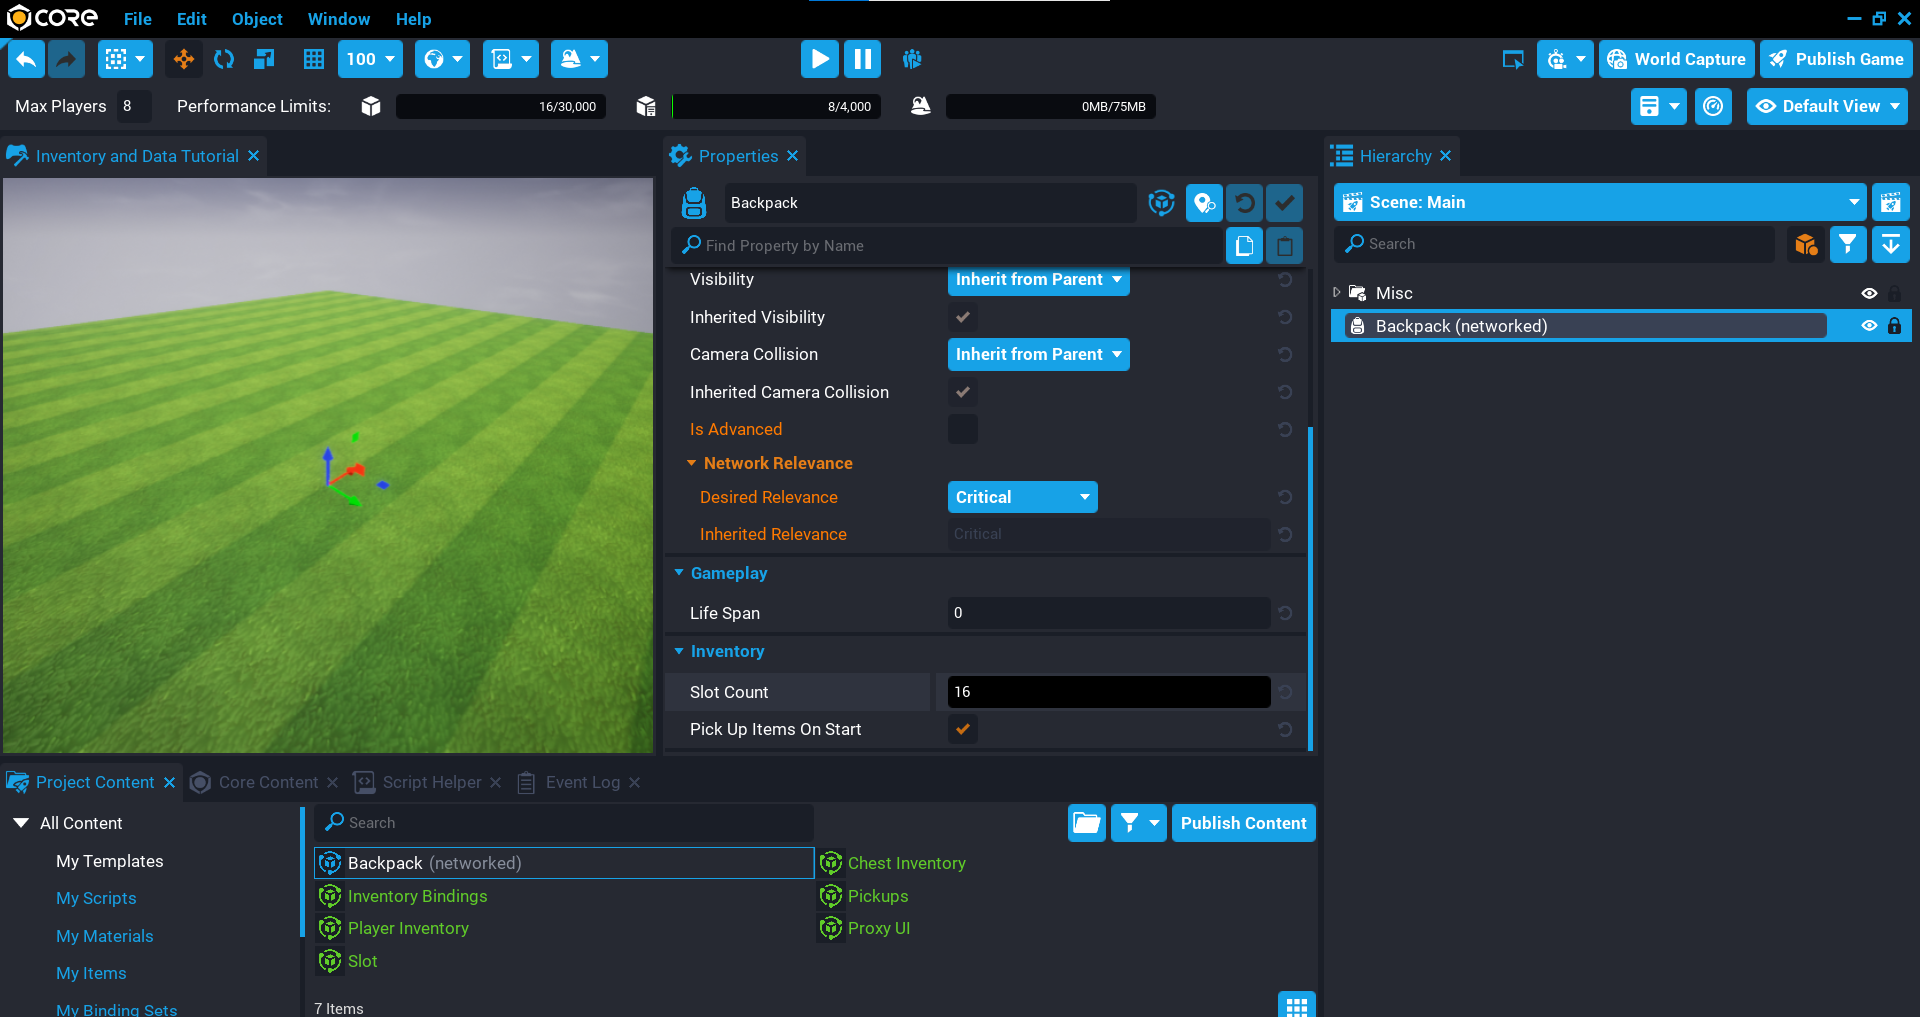 CORE File Edit Object Window Help
100 World Capture Publish Game
Max Players 8 Performance Limits: 16/30,000 8/4,000 0MB/75MB Default View
Inventory and Data Tutorial
Properties
Backpack
Find Property by Name
Visibility Inherit from Parent
Inherited Visibility
Camera Collision Inherit from Parent
Inherited Camera Collision
Is Advanced
Network Relevance
Desired Relevance Critical
Inherited Relevance Critical
Gameplay
Life Span 0
Inventory
Slot Count 16
Pick Up Items On Start
Hierarchy
Scene: Main
Search
Misc
Backpack (networked)
Project Content Core Content Script Helper Event Log
All Content
My Templates
My Scripts
My Materials
My Items
My Binding Sets
Search Publish Content
Backpack (networked) Chest Inventory
Inventory Bindings Pickups
Player Inventory Proxy UI
Slot
7 Items